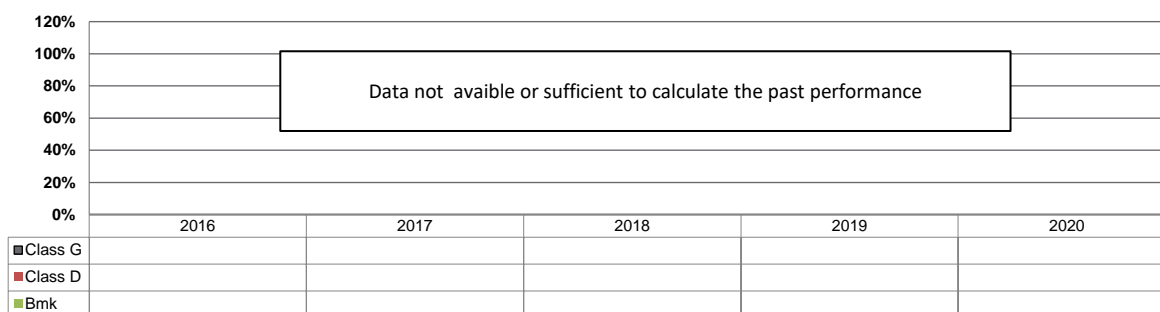 120%
100%
Data not  avaible or sufficient to calculate the past performance
80%
60%
40%
20%
0%
2016 2017 2018 2019 2020
Class G
Class D
Bmk